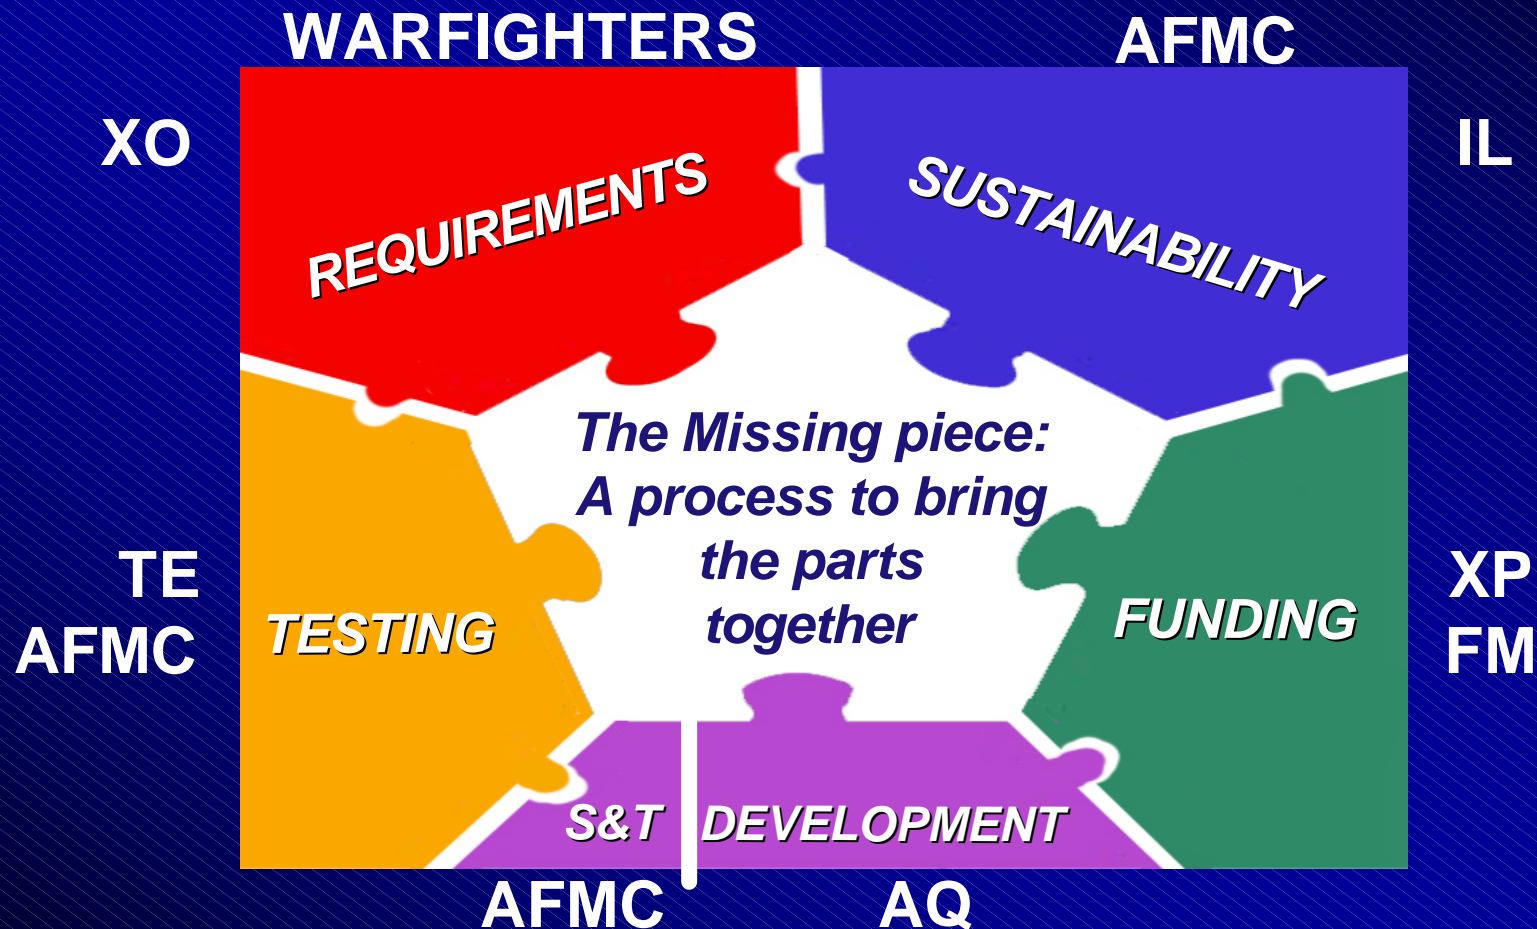 WARFIGHTERS
AFMC
XO
IL
REQUIREMENTS
SUSTAINABILITY
The Missing piece:
A process to bring
the parts
together
TE
AFMC
TESTING
FUNDING
XP
FM
S&T
DEVELOPMENT
AFMC
AQ